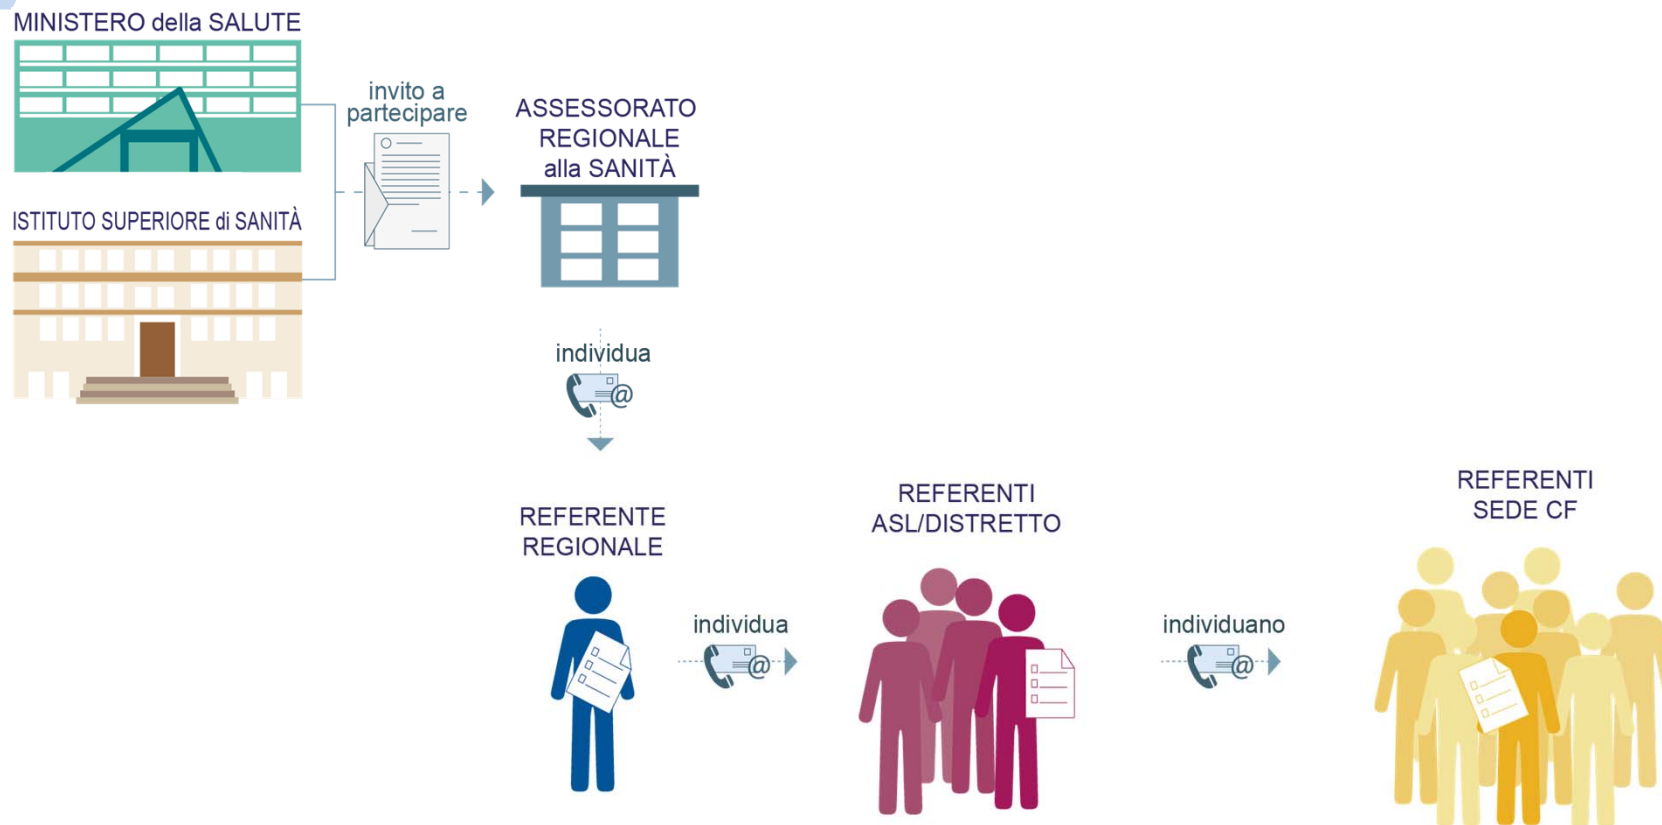 MINISTERO della SALUTE
invito a
partecipare
ASSESSORATO
REGIONALE
alla SANITÀ
ISTITUTO SUPERIORE di SANITÀ
individua
@
REFERENTE
REGIONALE
individua
@
REFERENTI
ASL/DISTRETTO
individuano
@
REFERENTI
SEDE CF